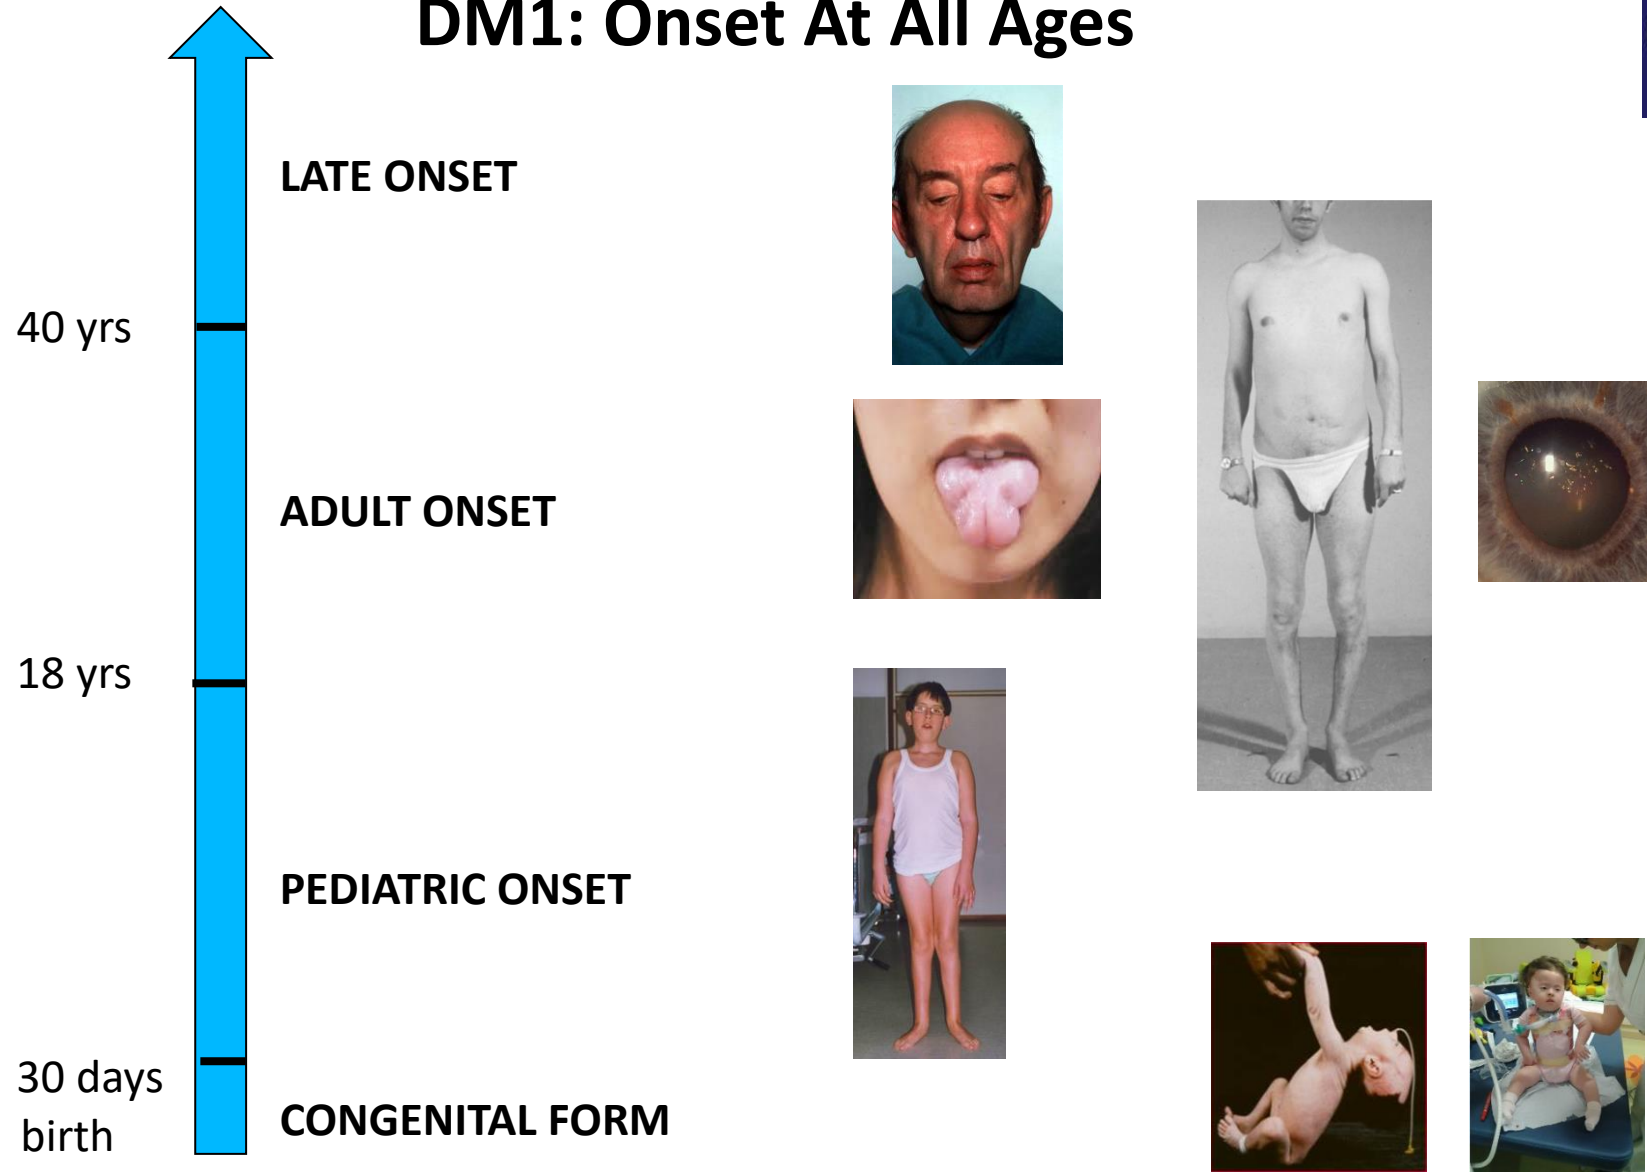 DM1: Onset At All Ages
LATE ONSET
40 yrs
ADULT ONSET
18 yrs
PEDIATRIC ONSET
30 days
birth
CONGENITAL FORM